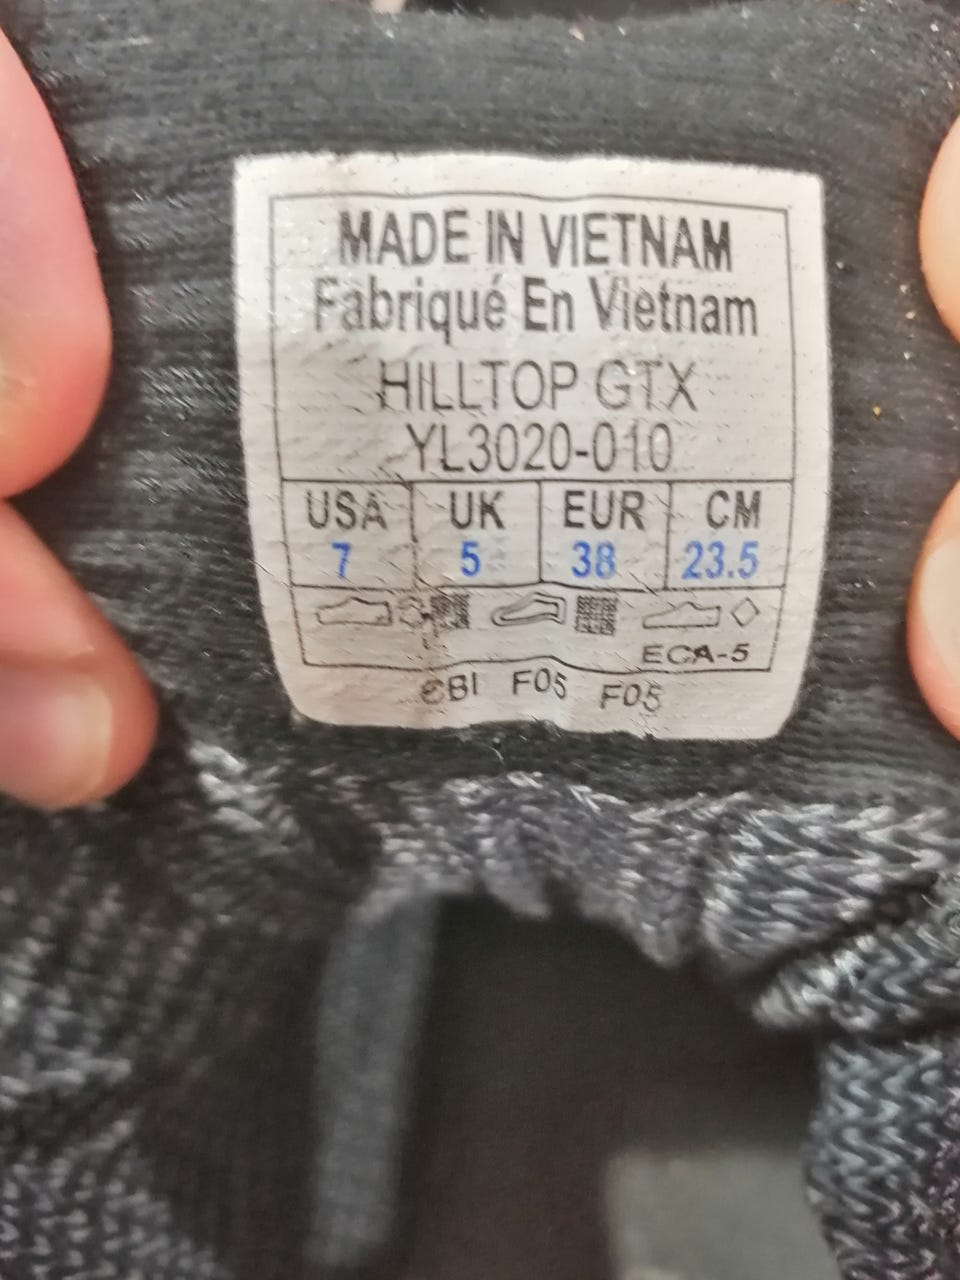 MADE IN VIETNAM
Fabriqué En Vietnam
HILLTOP GTX
YL3020-010
USA UK EUR CM
7 5 38 23.5
ECA-5
F05 F05